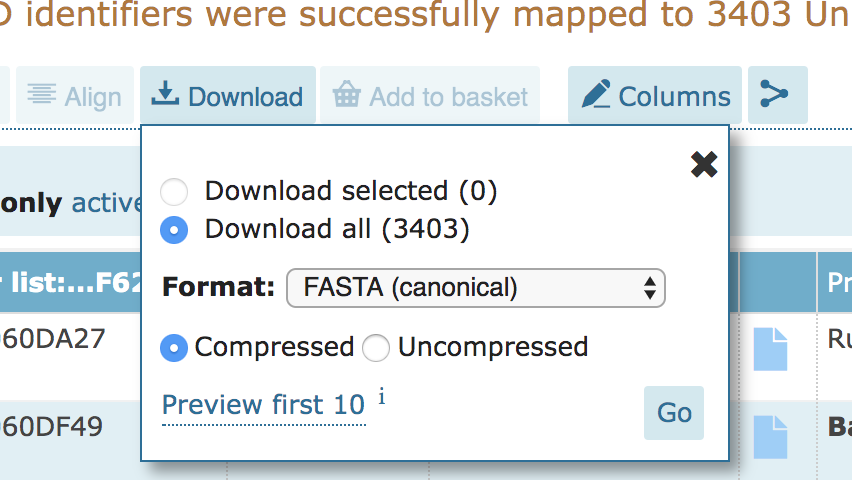 D identifiers were successfully mapped to 3403 Un
Align Download Add to basket Columns
Download selected (0)
only active
Download all (3403)
Format: FASTA (canonical)
list:...F62 Pr
60DA27 Ru
Compressed Uncompressed
Preview first 10 i
Go
60DF49 Ba